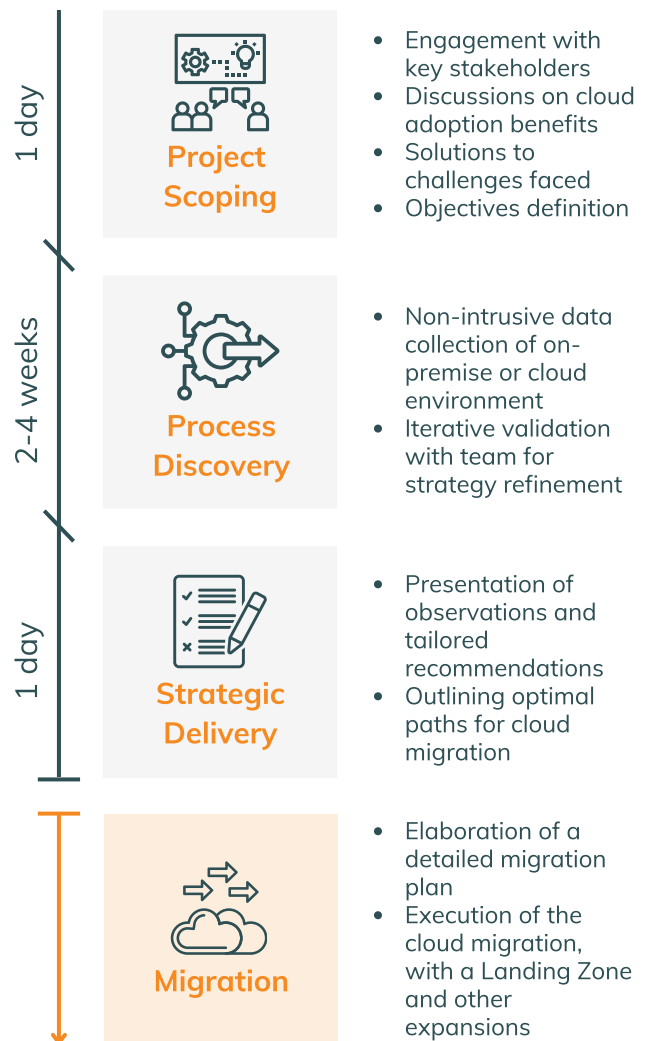 1 day
Project
Scoping
• Engagement with
key stakeholders
• Discussions on cloud
adoption benefits
• Solutions to
challenges faced
• Objectives definition
2-4 weeks
Process
Discovery
• Non-intrusive data
collection of on-
premise or cloud
environment
• Iterative validation
with team for
strategy refinement
1 day
Strategic
Delivery
• Presentation of
observations and
tailored
recommendations
• Outlining optimal
paths for cloud
migration
Migration
• Elaboration of a
detailed migration
plan
• Execution of the
cloud migration,
with a Landing Zone
and other
expansions